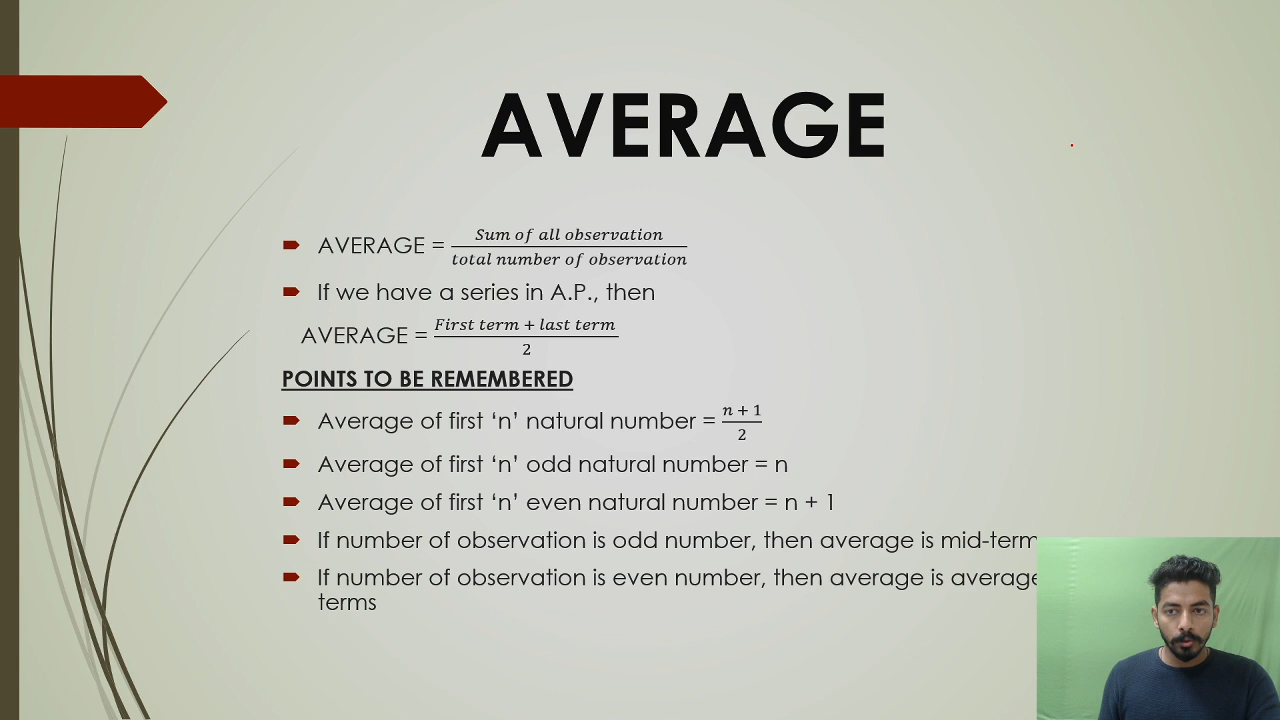 AVERAGE
AVERAGE = \frac{Sum of all observation}{total number of observation}
If we have a series in A.P., then
AVERAGE = \frac{First term + last term}{2}
POINTS TO BE REMEMBERED
Average of first ‘n’ natural number = \frac{n + 1}{2}
Average of first ‘n’ odd natural number = n
Average of first ‘n’ even natural number = n + 1
If number of observation is odd number, then average is mid-term
If number of observation is even number, then average is average
terms